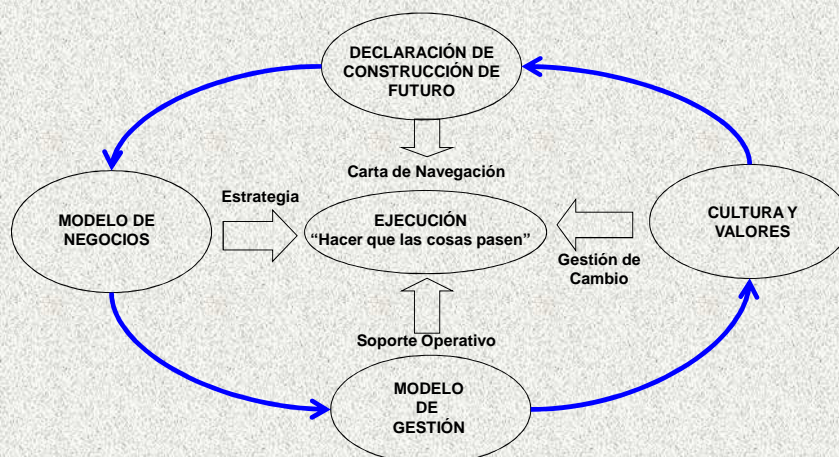 DECLARACIÓN DE
CONSTRUCCIÓN DE
FUTURO
Carta de Navegación
Estrategia
MODELO DE
NEGOCIOS
EJECUCIÓN
“Hacer que las cosas pasen”
CULTURA Y
VALORES
Gestión de
Cambio
Soporte Operativo
MODELO
DE
GESTIÓN